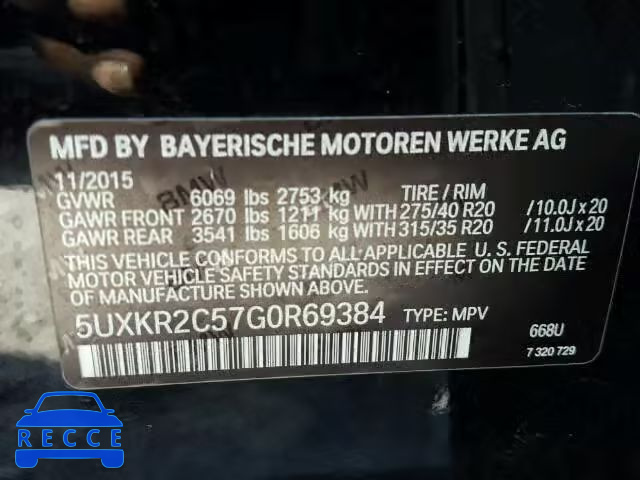 MFD BY BAYERISCHE MOTOREN WERKE AG
11/2015
GVWR 6069 lbs 2753 kg TIRE / RIM
GAWR FRONT 2670 lbs 1211 kg WITH 275/40 R20 /10.0J x 20
GAWR REAR 3541 lbs 1606 kg WITH 315/35 R20 /11.0J x 20
THIS VEHICLE CONFORMS TO ALL APPLICABLE U. S. FEDERAL
MOTOR VEHICLE SAFETY STANDARDS IN EFFECT ON THE DATE
OF MANUFACTURE SHOWN ABOVE.
5UXKR2C57G0R69384 TYPE: MPV
668U
7 320 729
RECCE